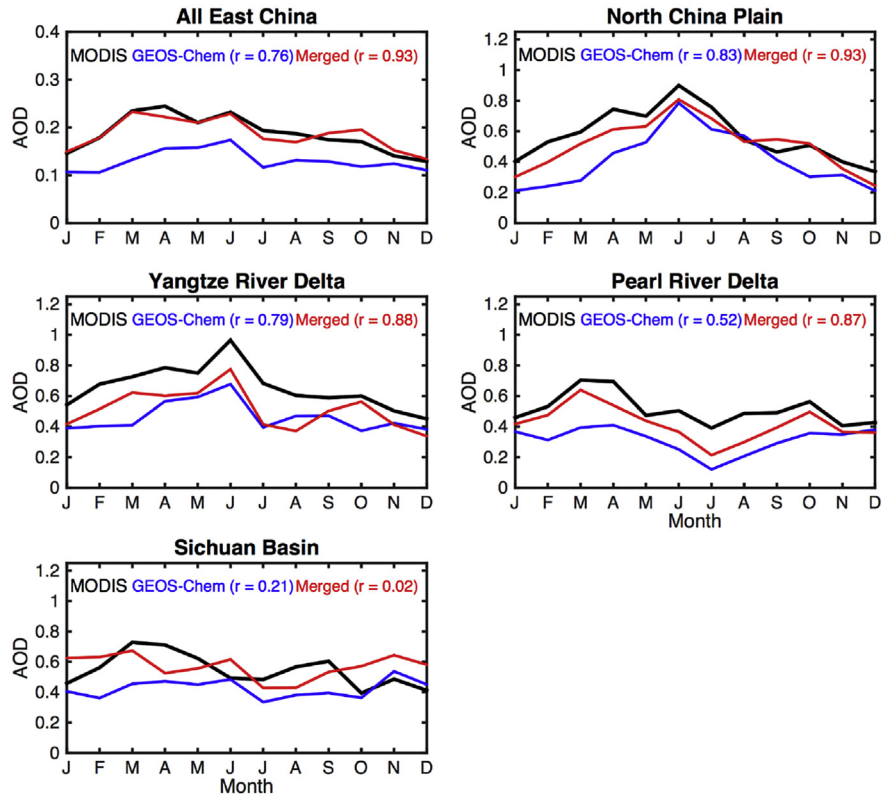 All East China
MODIS GEOS-Chem (r = 0.76) Merged (r = 0.93)
AOD
0.4
0.3
0.2
0.1
0
J F M A M J J A S O N D
North China Plain
MODIS GEOS-Chem (r = 0.83) Merged (r = 0.93)
AOD
1.2
1
0.8
0.6
0.4
0.2
0
J F M A M J J A S O N D
Yangtze River Delta
MODIS GEOS-Chem (r = 0.79) Merged (r = 0.88)
AOD
1.2
1
0.8
0.6
0.4
0.2
0
J F M A M J J A S O N D
Pearl River Delta
MODIS GEOS-Chem (r = 0.52) Merged (r = 0.87)
AOD
1.2
1
0.8
0.6
0.4
0.2
0
J F M A M J J A S O N D
Month
Sichuan Basin
MODIS GEOS-Chem (r = 0.21) Merged (r = 0.02)
AOD
1.2
1
0.8
0.6
0.4
0.2
0
J F M A M J J A S O N D
Month